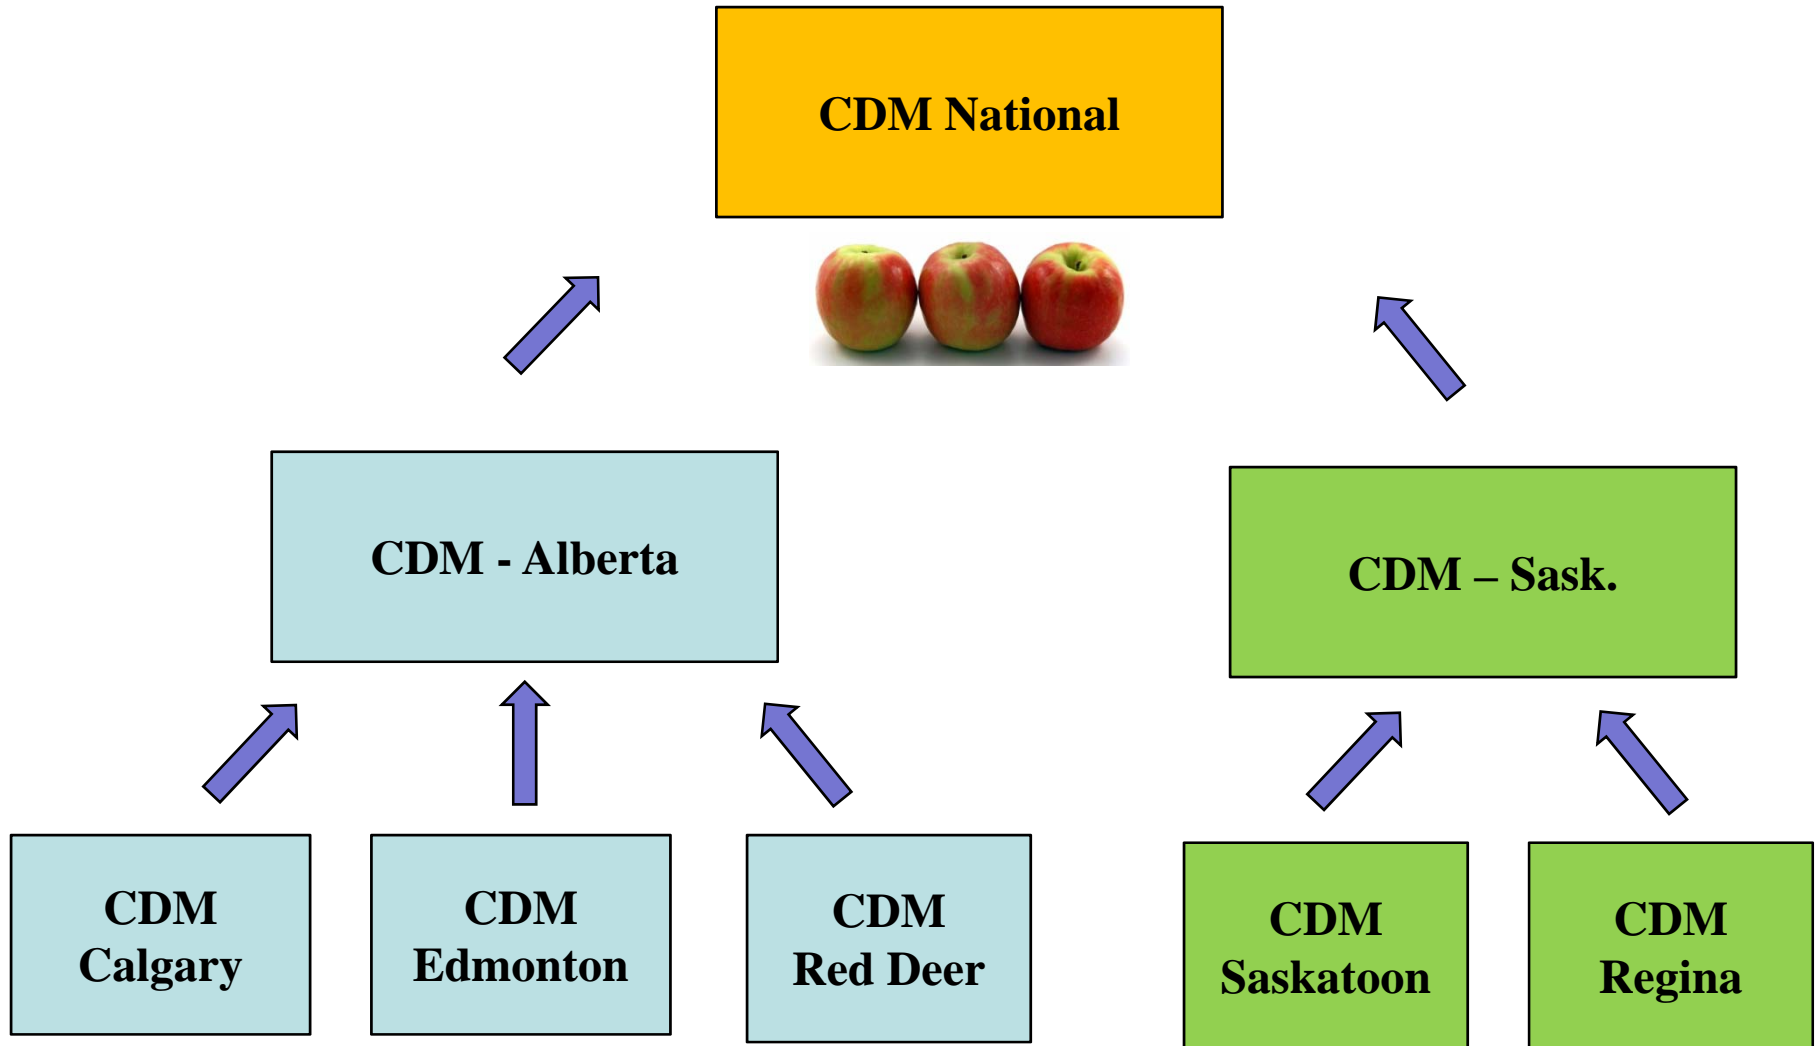 CDM National
CDM - Alberta
CDM – Sask.
CDM
Calgary
CDM
Edmonton
CDM
Red Deer
CDM
Saskatoon
CDM
Regina